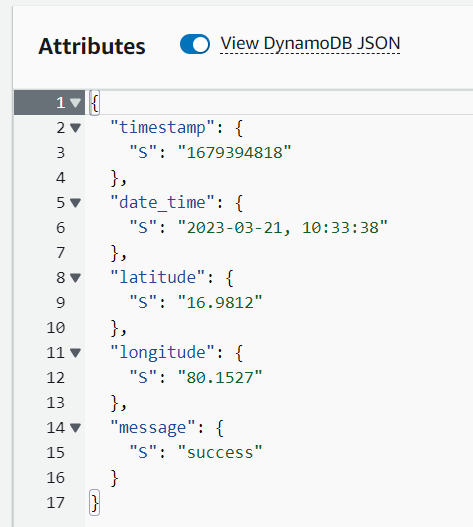 Attributes View DynamoDB JSON
1 {
2 "timestamp": {
3 "S": "1679394818"
4 },
5 "date_time": {
6 "S": "2023-03-21, 10:33:38"
7 },
8 "latitude": {
9 "S": "16.9812"
10 },
11 "longitude": {
12 "S": "80.1527"
13 },
14 "message": {
15 "S": "success"
16 }
17 }